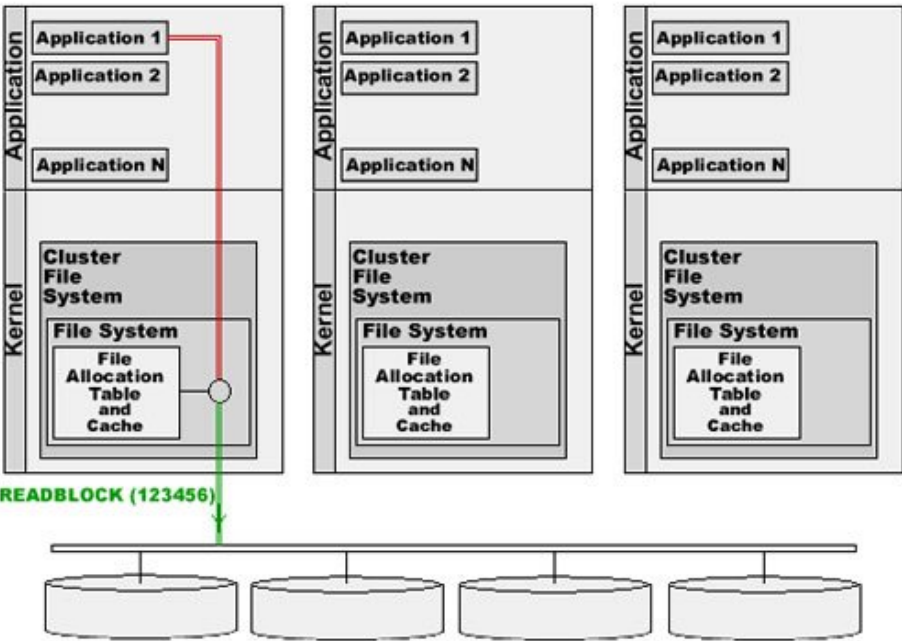 Application
Application 1
Application 2
Application N
Kernel
Cluster
File
System
File System
File
Allocation
Table
and
Cache
Application
Application 1
Application 2
Application N
Kernel
Cluster
File
System
File System
File
Allocation
Table
and
Cache
Application
Application 1
Application 2
Application N
Kernel
Cluster
File
System
File System
File
Allocation
Table
and
Cache
READBLOCK (123456)